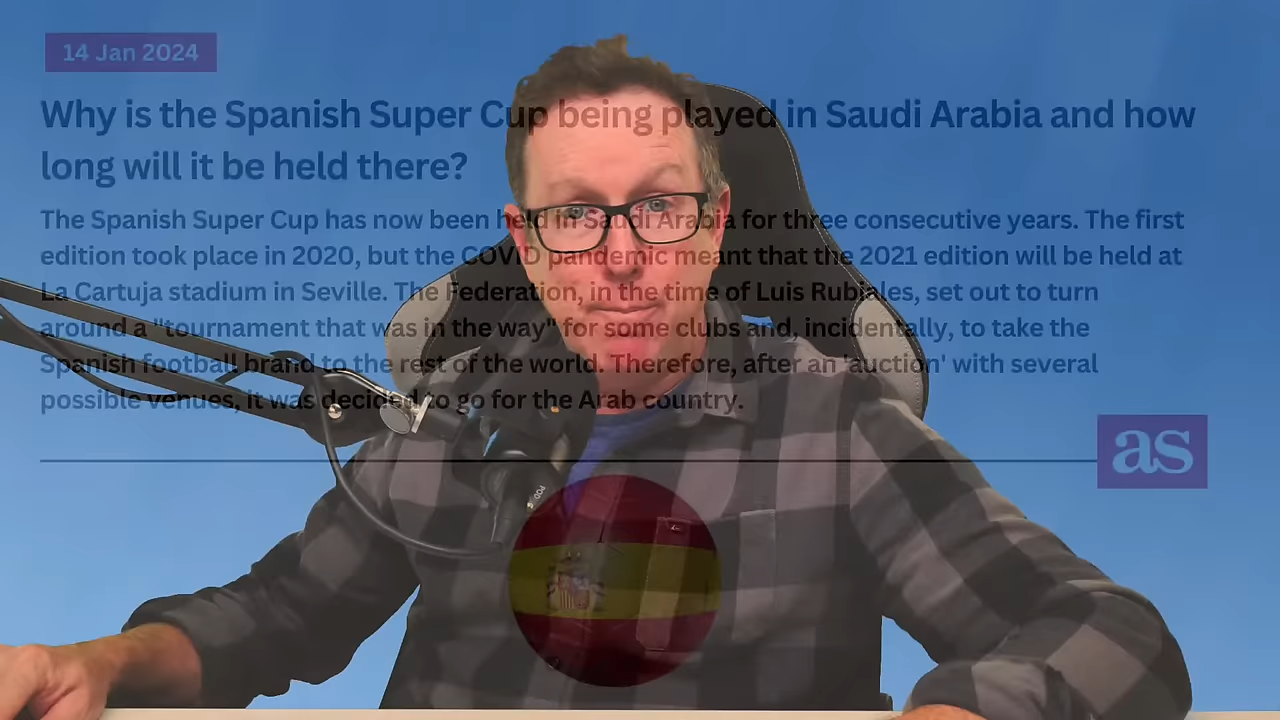 14 Jan 2024
Why is the Spanish Super Cup being played in Saudi Arabia and how
long will it be held there?
The Spanish Super Cup has now been held in Saudi Arabia for three consecutive years. The first
edition took place in 2020, but the COVID pandemic meant that the 2021 edition will be held at
La Cartuja stadium in Seville. The Federation, in the time of Luis Rubiales, set out to turn
around a "tournament that was in the way" for some clubs and, incidentally, to take the
Spanish football brand to the rest of the world. Therefore, after an 'auction' with several
possible venues, it was decided to go for the Arab country.
as
POD